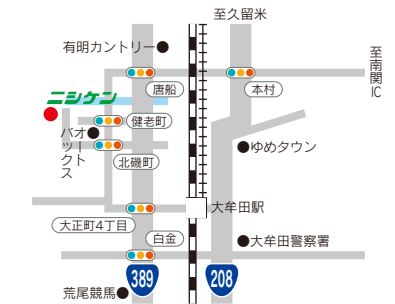 至久留米
有明カントリー
至南関IC
唐船
本村
ニシケン
健老町
パオツートクス
北磯町
ゆめタウン
大牟田駅
大正町4丁目
白金
大牟田警察署
389
208
荒尾競馬